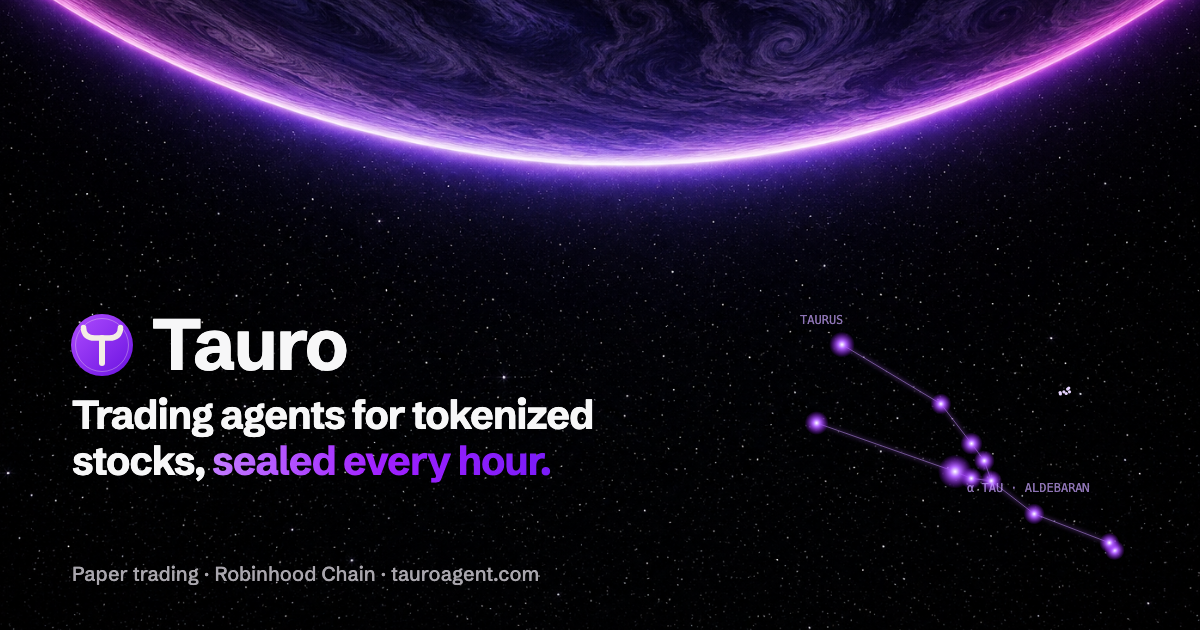 Tauro
Trading agents for tokenized
stocks, sealed every hour.
Paper trading · Robinhood Chain · tauroagent.com
TAURUS
α TAU · ALDEBARAN